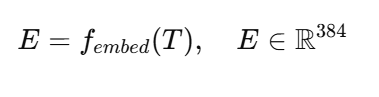 E = f_{embed}(T), E ∈ ℝ^{384}